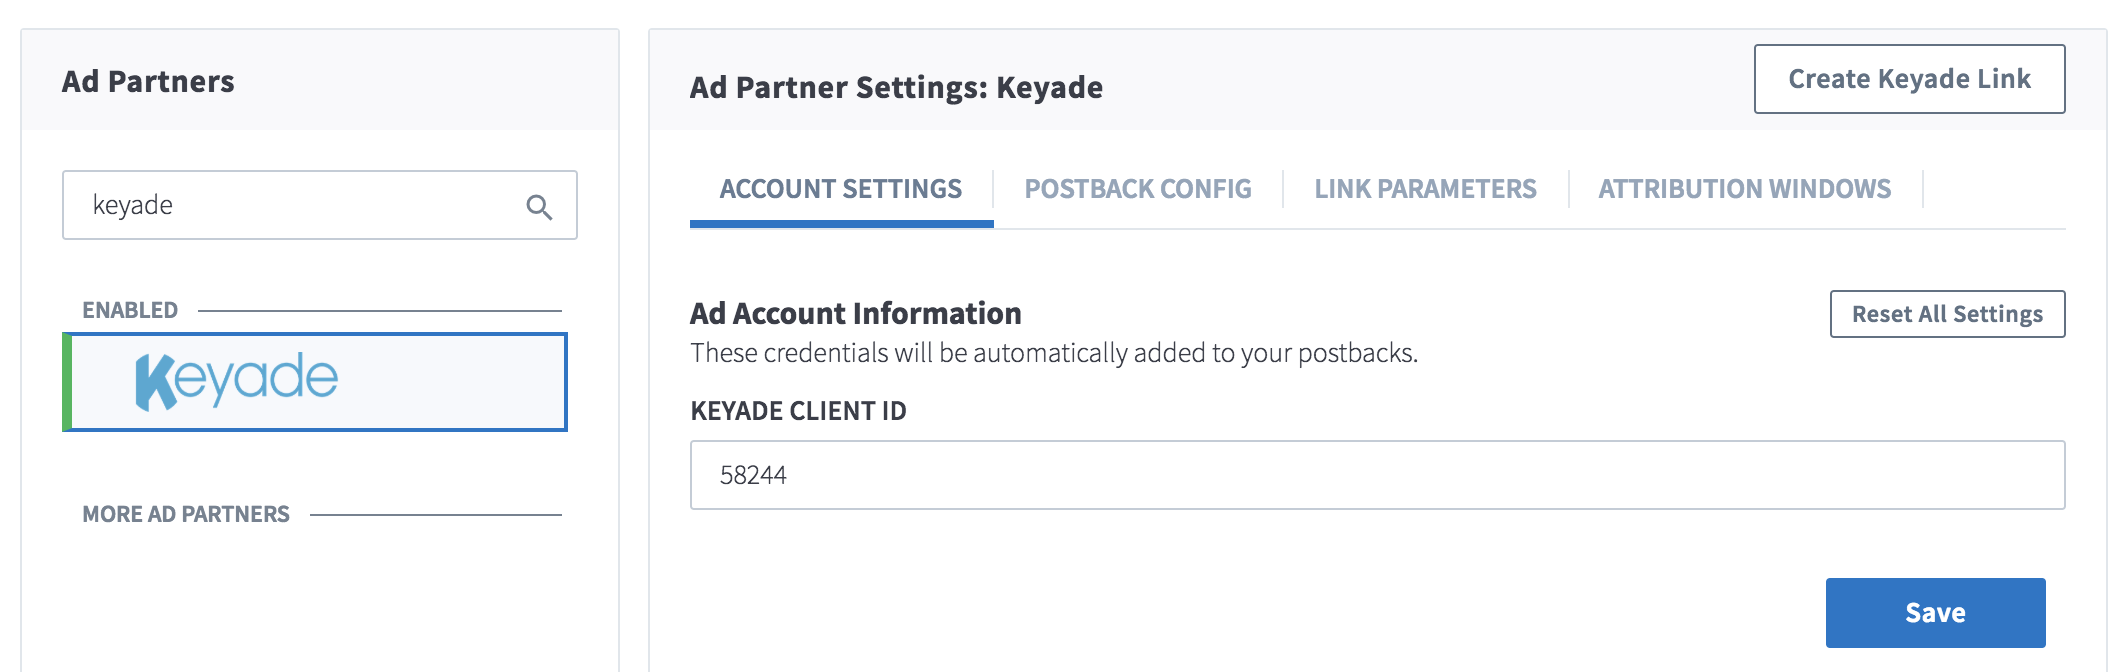 Ad Partners
keyade
ENABLED
Keyade
MORE AD PARTNERS
Ad Partner Settings: Keyade
Create Keyade Link
ACCOUNT SETTINGS
POSTBACK CONFIG
LINK PARAMETERS
ATTRIBUTION WINDOWS
Ad Account Information
Reset All Settings
These credentials will be automatically added to your postbacks.
KEYADE CLIENT ID
58244
Save